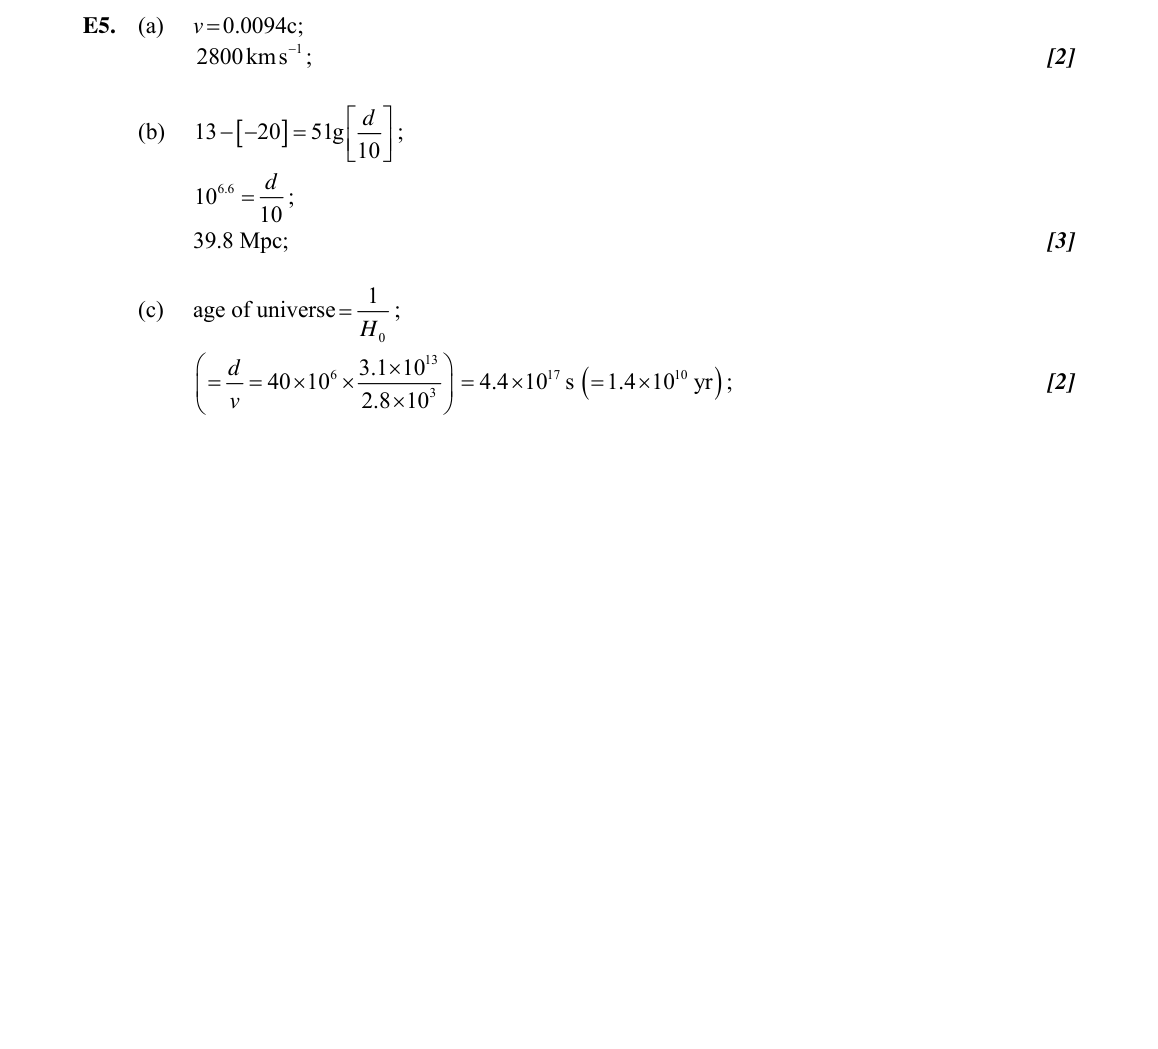 E5. (a) v=0.0094c;
2800 km s⁻¹; [2]
(b) 13−[−20]=51g[d/10];
10^6.6 = d/10;
39.8 Mpc; [3]
(c) age of universe = 1/H₀;
(= d/v = 40×10⁶ × 3.1×10¹³/2.8×10³) = 4.4×10¹⁷ s (=1.4×10¹⁰ yr); [2]